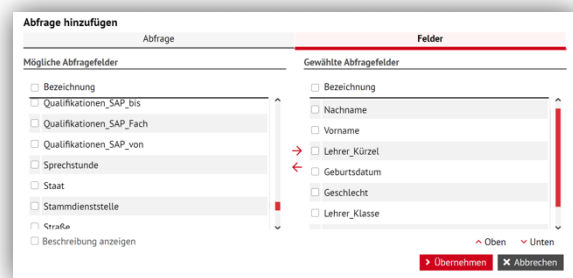 Abfrage hinzufügen
Abfrage
Felder
Mögliche Abfragefelder
Bezeichnung
Qualifikationen_SAP_bis
Qualifikationen_SAP_Fach
Qualifikationen_SAP_von
Sprechstunde
Staat
Stammdienststelle
Straße
Beschreibung anzeigen
Gewählte Abfragefelder
Bezeichnung
Nachname
Vorname
Lehrer_Kürzel
Geburtsdatum
Geschlecht
Lehrer_Klasse
Oben
Unten
Übernehmen
Abbrechen